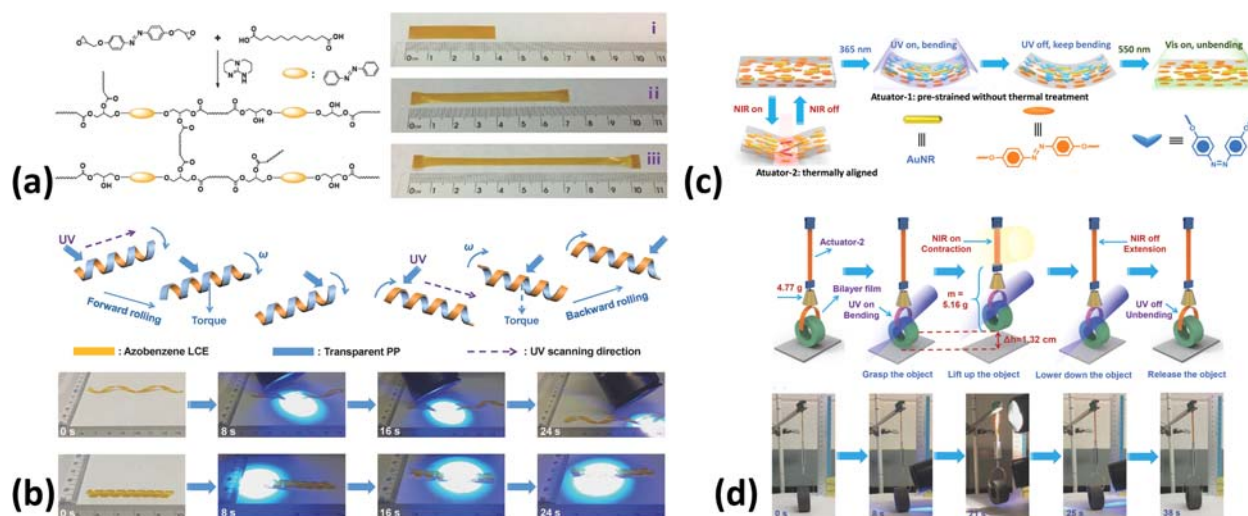 (a)
+
:
i
ii
iii
UV
ω
Forward rolling
Torque
UV
ω
Torque
Backward rolling
: Azobenzene LCE
: Transparent PP
: UV scanning direction
0 s
8 s
16 s
24 s
(b)
0 s
8 s
16 s
24 s
365 nm
UV on, bending
UV off, keep bending
550 nm
Vis on, unbending
NIR on
NIR off
Atuator-1: pre-strained without thermal treatment
AuNR
Atuator-2: thermally aligned
(c)
Actuator-2
4.77 g
Bilayer film
UV on
Bending
NIR on
Contraction
m =
5.16 g
Δh=1.32 cm
NIR off
Extension
UV off
Unbending
Grasp the object
Lift up the object
Lower down the object
Release the object
0 s
8 s
25 s
38 s
(d)